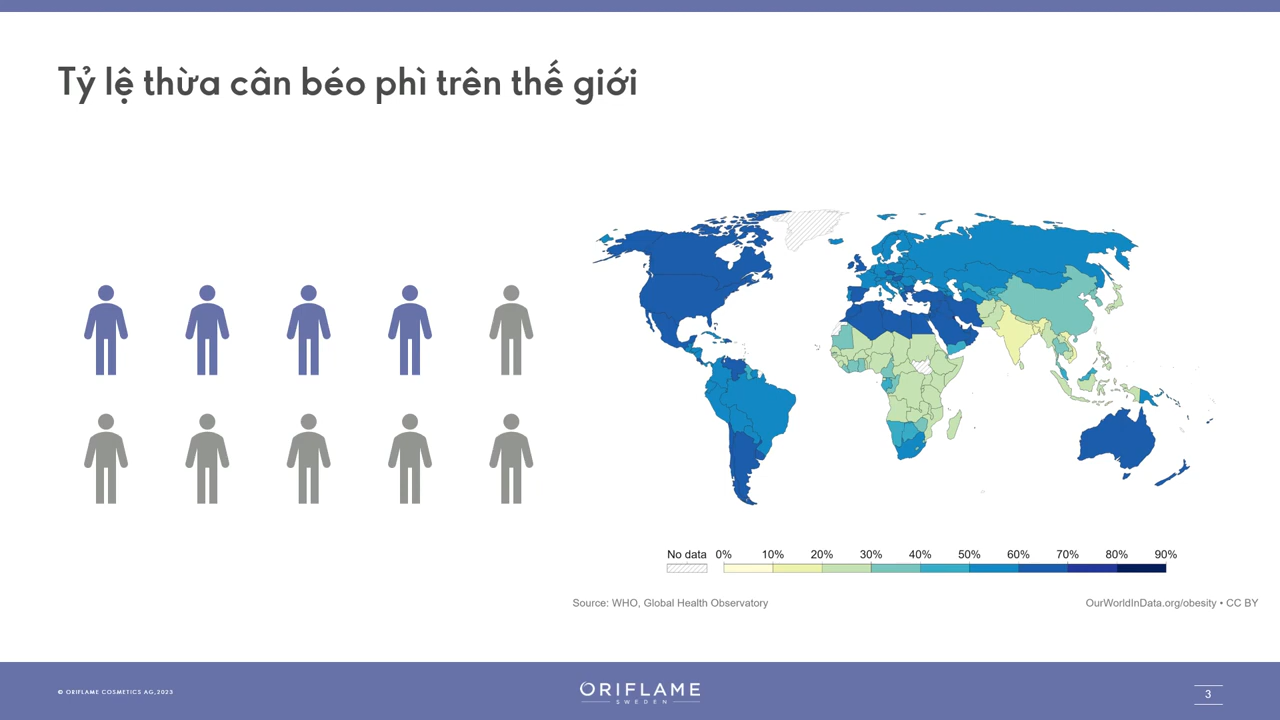 Tỷ lệ thừa cân béo phì trên thế giới
No data 0% 10% 20% 30% 40% 50% 60% 70% 80% 90%
Source: WHO, Global Health Observatory
OurWorldInData.org/obesity • CC BY
© ORIFLAME COSMETICS AG,2023
ORIFLAME
SWEDEN
3